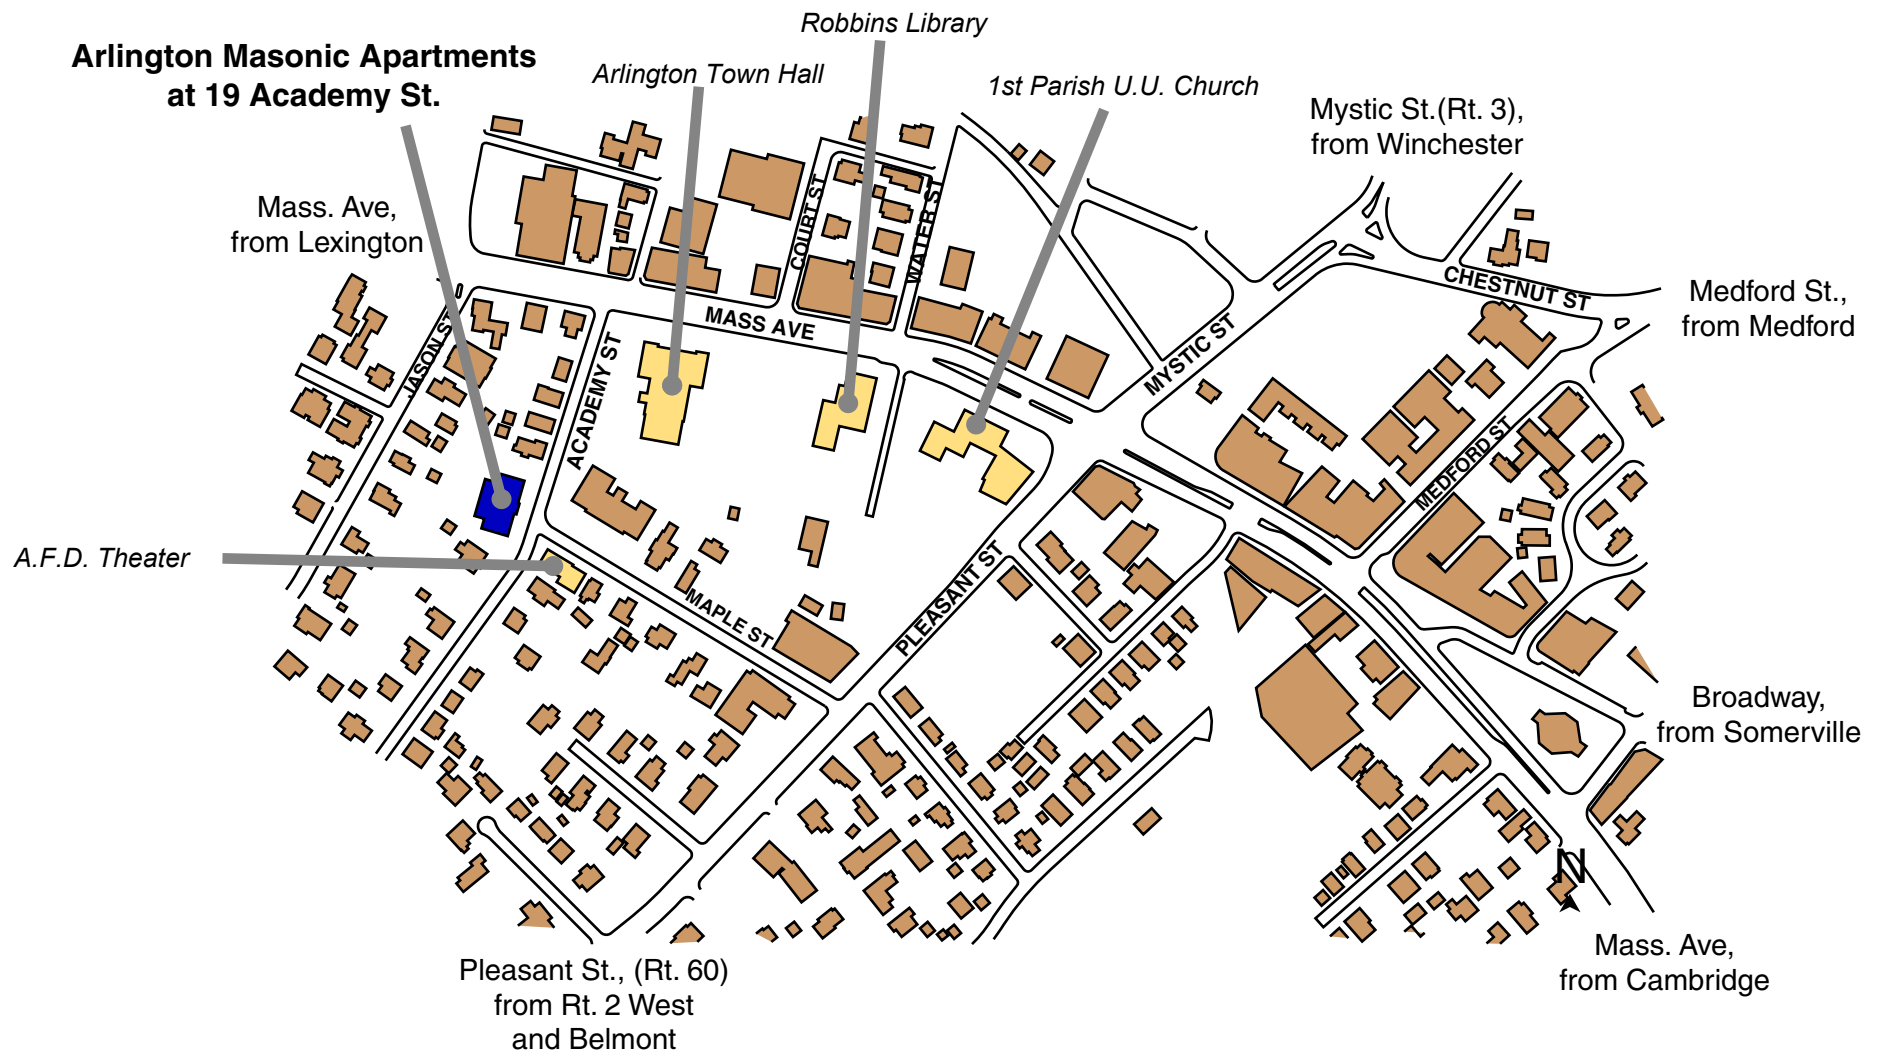 Robbins Library
Arlington Masonic Apartments
at 19 Academy St.
Arlington Town Hall
1st Parish U.U. Church
Mystic St.(Rt. 3),
from Winchester
Mass. Ave,
from Lexington
COURT ST
WATER ST
CHESTNUT ST
Medford St.,
from Medford
MASS AVE
JASON ST
ACADEMY ST
MYSTIC ST
MEDFORD ST
A.F.D. Theater
MAPLE ST
PLEASANT ST
Broadway,
from Somerville
N
Mass. Ave,
from Cambridge
Pleasant St., (Rt. 60)
from Rt. 2 West
and Belmont